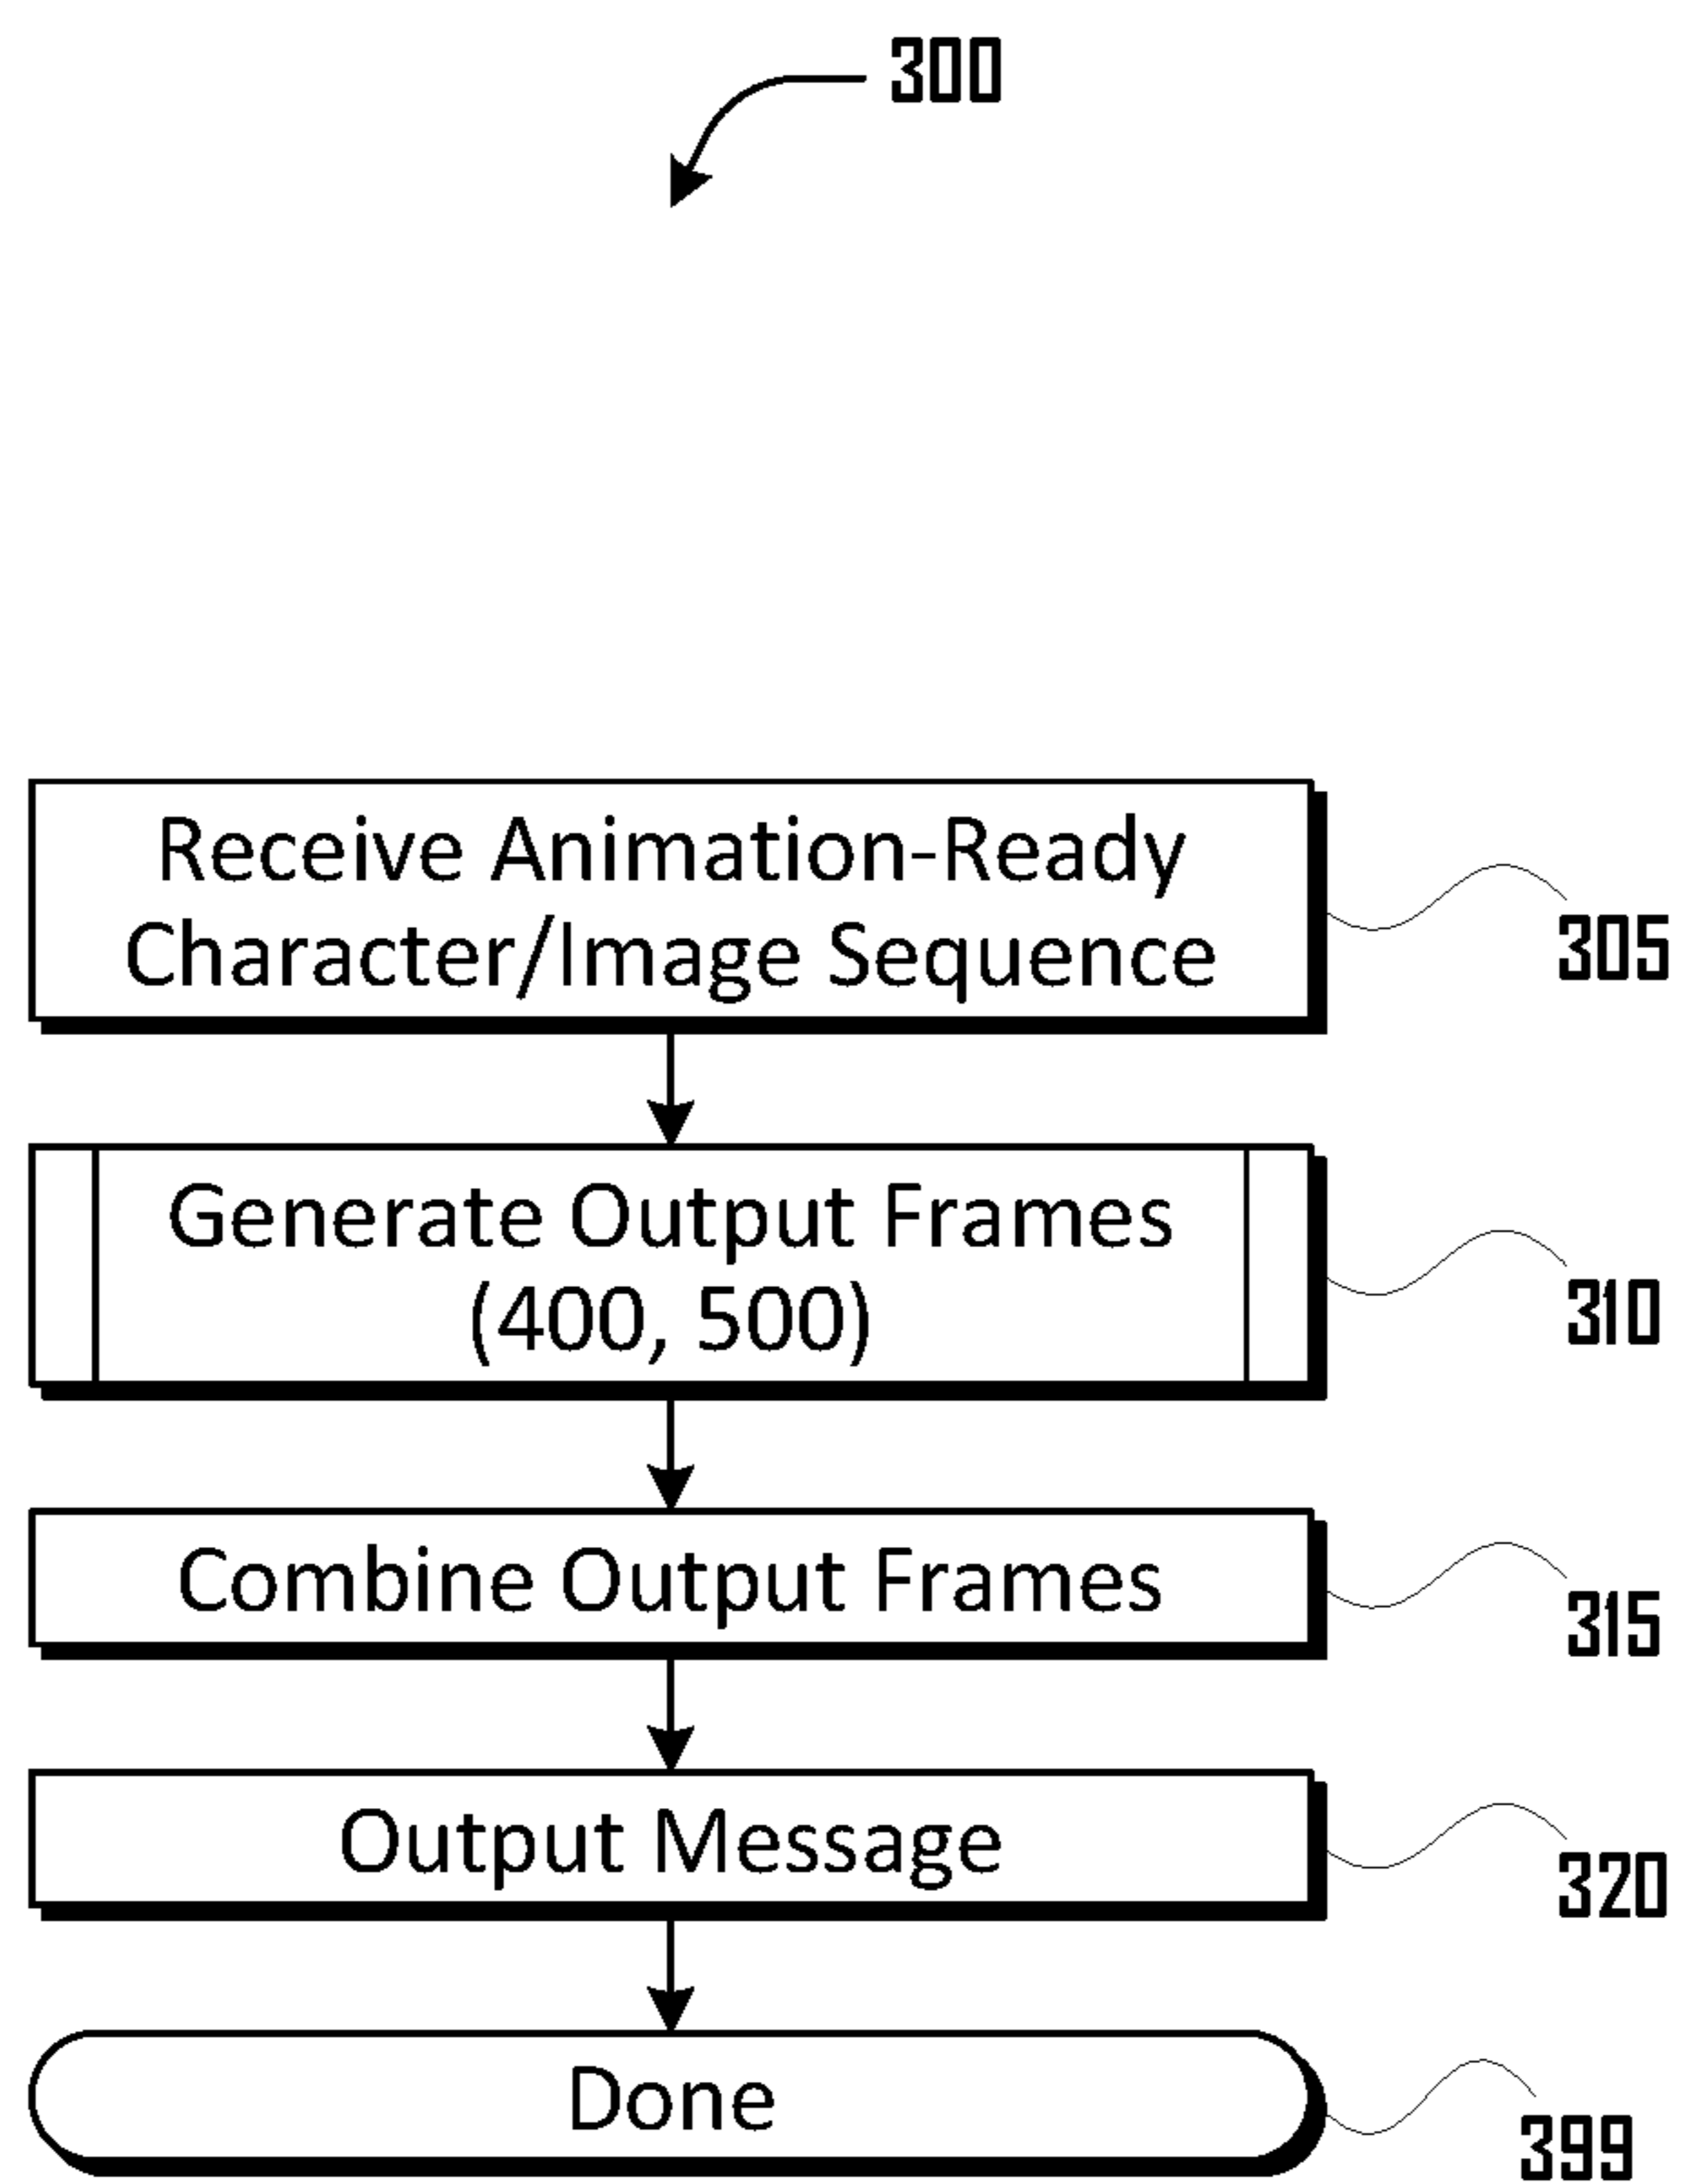 300
Receive Animation-Ready
Character/Image Sequence
305
Generate Output Frames
(400, 500)
310
Combine Output Frames
315
Output Message
320
Done
399